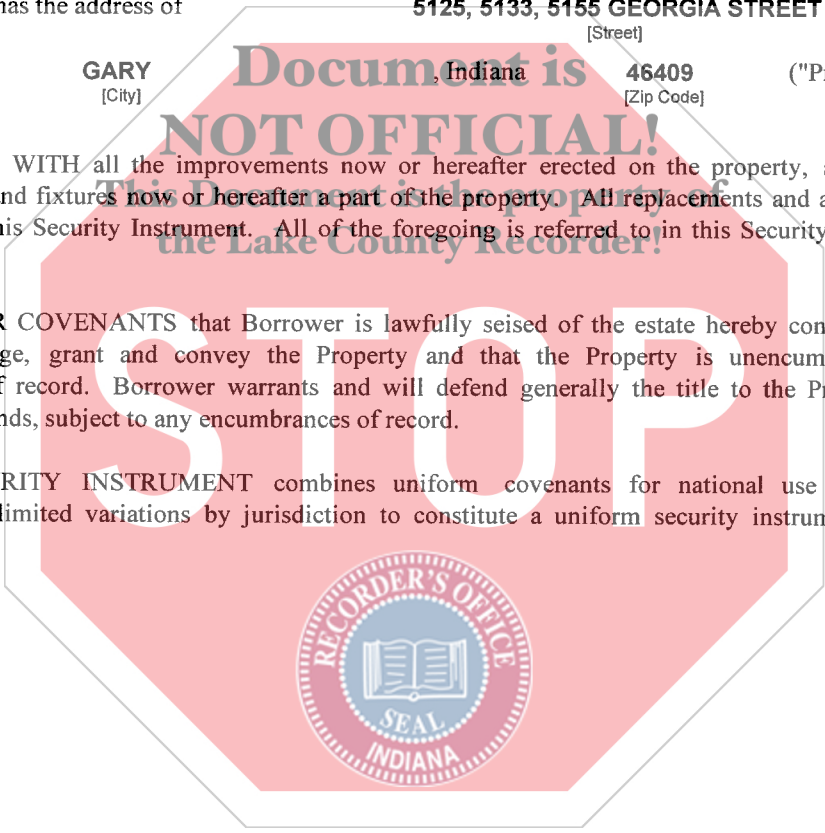 has the address of 5125, 5133, 5155 GEORGIA STREET
[Street]
GARY , Indiana 46409 ("P
[City] [Zip Code]
Document is
NOT OFFICIAL!
This Document is the property of
the Lake County Recorder!
WITH all the improvements now or hereafter erected on the property,
nd fixtures now or hereafter a part of the property. All replacements and a
his Security Instrument. All of the foregoing is referred to in this Security
R COVENANTS that Borrower is lawfully seised of the estate hereby con
ge, grant and convey the Property and that the Property is unencum
f record. Borrower warrants and will defend generally the title to the P
nds, subject to any encumbrances of record.
RITY INSTRUMENT combines uniform covenants for national use
limited variations by jurisdiction to constitute a uniform security instrum
STOP
RECORDER'S OFFICE
SEAL
INDIANA